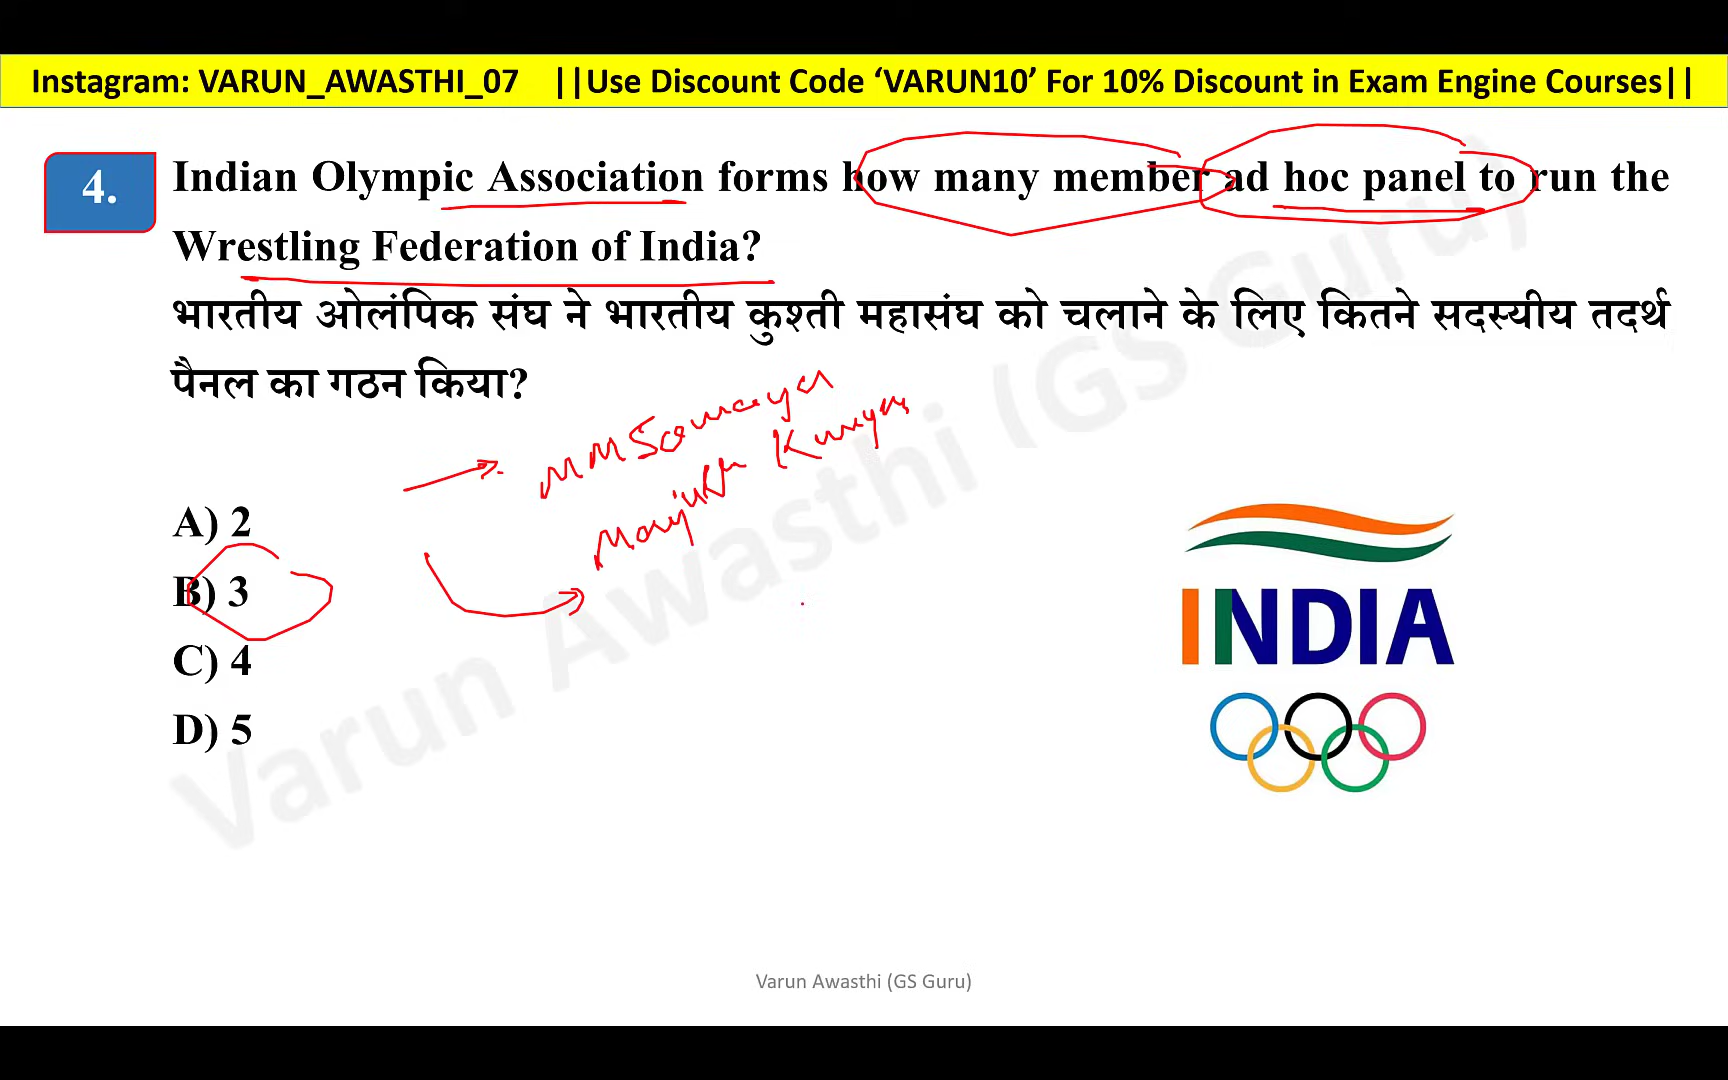 Instagram: VARUN_AWASTHI_07 ||Use Discount Code ‘VARUN10’ For 10% Discount in Exam Engine Courses||
4. Indian Olympic Association forms how many member ad hoc panel to run the
Wrestling Federation of India?
भारतीय ओलंपिक संघ ने भारतीय कुश्ती महासंघ को चलाने के लिए कितने सदस्यीय तदर्थ
पैनल का गठन किया?
MM Somaya
A) 2
B) 3
C) 4
D) 5
INDIA
Varun Awasthi (GS Guru)
Varun Awasthi (GS Guru)